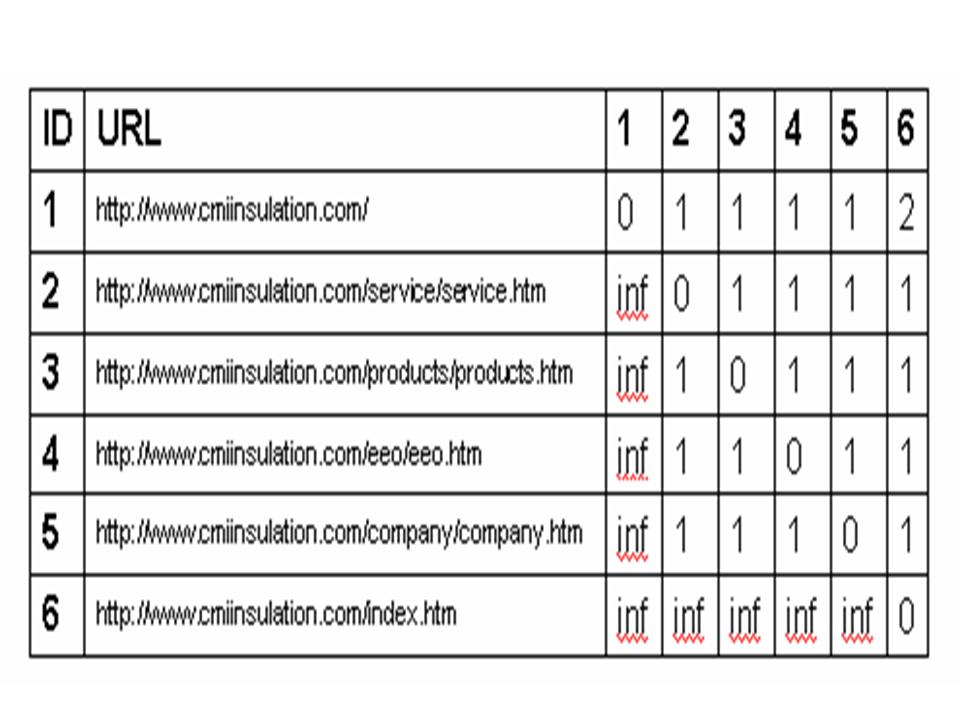 ID URL 1 2 3 4 5 6
1 http://www.cmiinsulation.com/ 0 1 1 1 1 2
2 http://www.cmiinsulation.com/service/service.htm inf 0 1 1 1 1
3 http://www.cmiinsulation.com/products/products.htm inf 1 0 1 1 1
4 http://www.cmiinsulation.com/eeo/eeo.htm inf 1 1 0 1 1
5 http://www.cmiinsulation.com/company/company.htm inf 1 1 1 0 1
6 http://www.cmiinsulation.com/index.htm inf inf inf inf inf 0